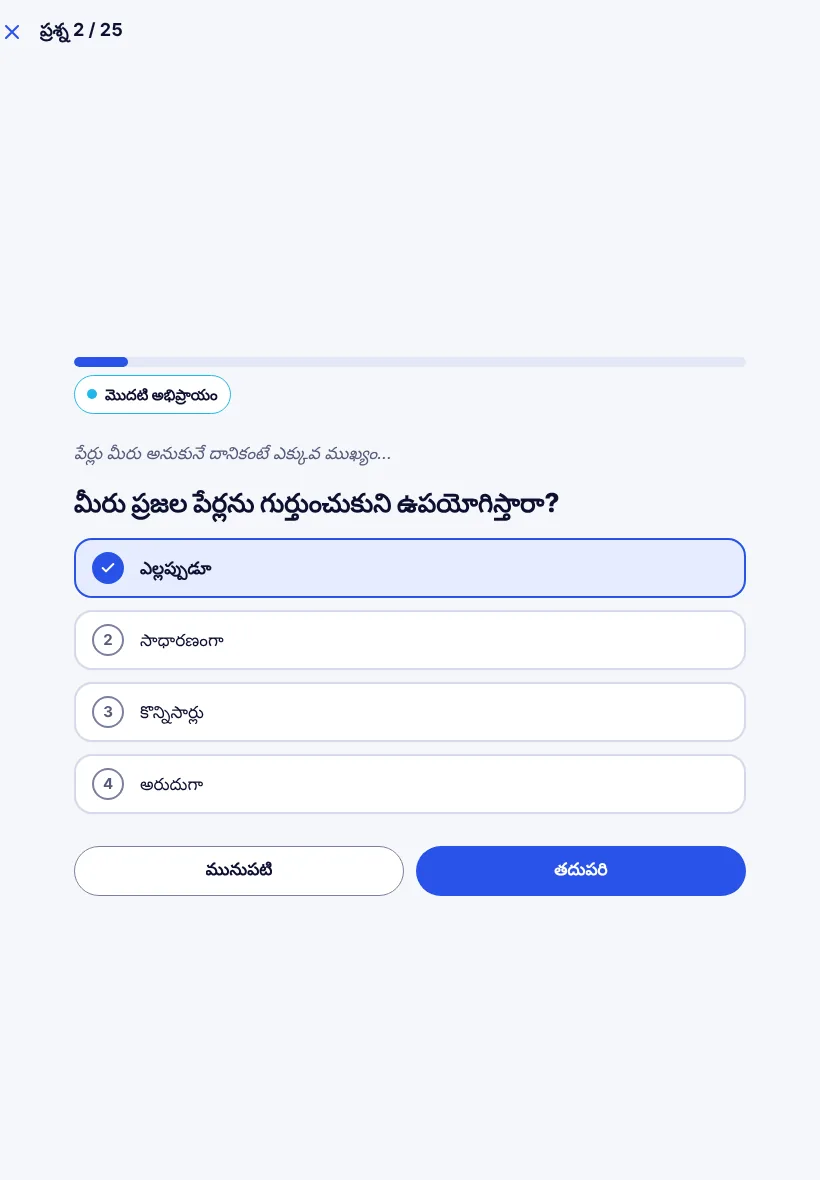 ప్రశ్న 2 / 25
మొదటి అభిప్రాయం
పేర్లు మీరు అనుకునే దానికంటే ఎక్కువ ముఖ్యం...
మీరు ప్రజల పేర్లను గుర్తుంచుకుని ఉపయోగిస్తారా?
ఎల్లప్పుడూ
2 సాధారణంగా
3 కొన్నిసార్లు
4 అరుదుగా
మునుపటి తదుపరి